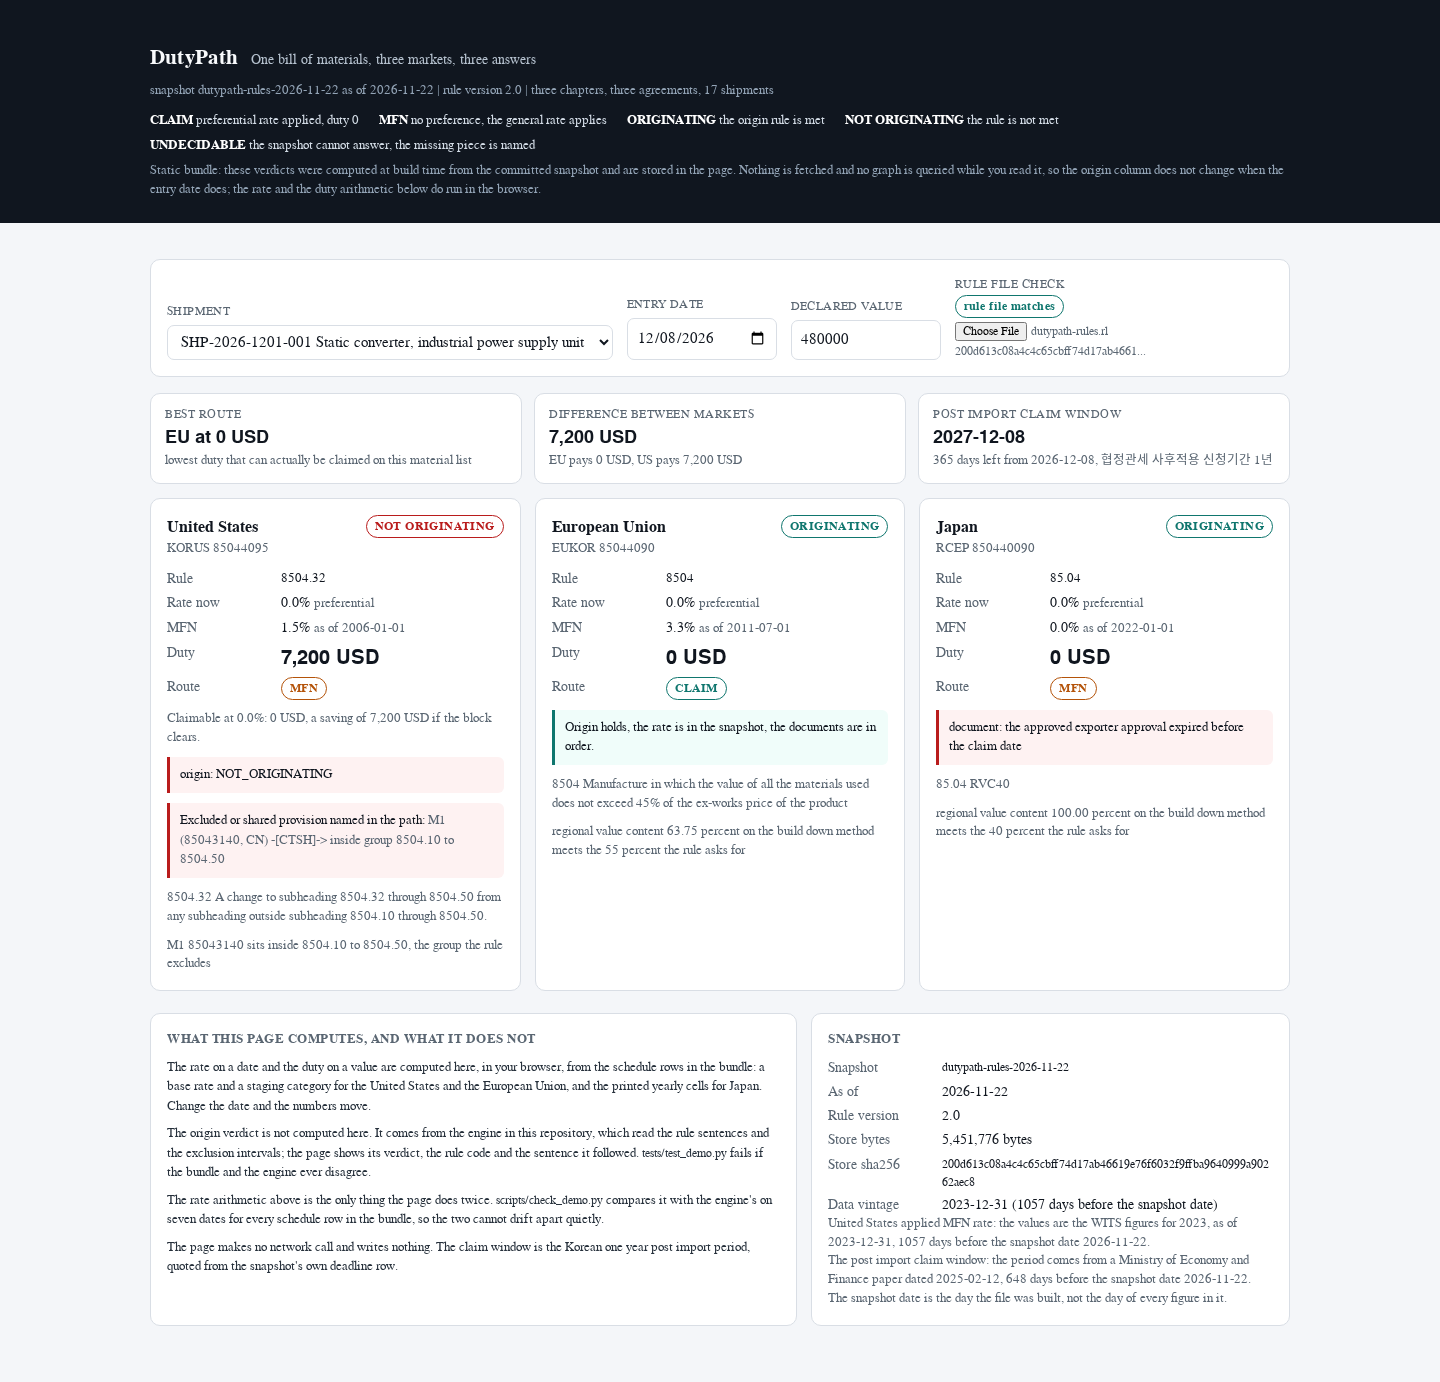 DutyPath One bill of materials, three markets, three answers
snapshot dutypath-rules-2026-11-22 as of 2026-11-22 | rule version 2.0 | three chapters, three agreements, 17 shipments
CLAIM preferential rate applied, duty 0 MFN no preference, the general rate applies ORIGINATING the origin rule is met NOT ORIGINATING the rule is not met
UNDECIDABLE the snapshot cannot answer, the missing piece is named
Static bundle: these verdicts were computed at build time from the committed snapshot and are stored in the page. Nothing is fetched and no graph is queried while you read it, so the origin column does not change when the
entry date does; the rate and the duty arithmetic below do run in the browser.
SHIPMENT
SHP-2026-1201-001 Static converter, industrial power supply unit
ENTRY DATE
12/08/2026
DECLARED VALUE
480000
RULE FILE CHECK
rule file matches
Choose File dutypath-rules.rl
200d613c08a4c4c65cbff74d17ab4661...
BEST ROUTE
EU at 0 USD
lowest duty that can actually be claimed on this material list
DIFFERENCE BETWEEN MARKETS
7,200 USD
EU pays 0 USD, US pays 7,200 USD
POST IMPORT CLAIM WINDOW
2027-12-08
365 days left from 2026-12-08, 협정관세 사후적용 신청기간 1년
United States NOT ORIGINATING
KORUS 85044095
Rule 8504.32
Rate now 0.0% preferential
MFN 1.5% as of 2006-01-01
Duty 7,200 USD
Route MFN
Claimable at 0.0%: 0 USD, a saving of 7,200 USD if the block
clears.
origin: NOT_ORIGINATING
Excluded or shared provision named in the path: M1
(85043140, CN) -[CTSH]-> inside group 8504.10 to
8504.50
8504.32 A change to subheading 8504.32 through 8504.50 from
any subheading outside subheading 8504.10 through 8504.50.
M1 85043140 sits inside 8504.10 to 8504.50, the group the rule
excludes
European Union ORIGINATING
EUKOR 85044090
Rule 8504
Rate now 0.0% preferential
MFN 3.3% as of 2011-07-01
Duty 0 USD
Route CLAIM
Origin holds, the rate is in the snapshot, the documents are in
order.
8504 Manufacture in which the value of all the materials used
does not exceed 45% of the ex-works price of the product
regional value content 63.75 percent on the build down method
meets the 55 percent the rule asks for
Japan ORIGINATING
RCEP 850440090
Rule 85.04
Rate now 0.0% preferential
MFN 0.0% as of 2022-01-01
Duty 0 USD
Route MFN
document: the approved exporter approval expired before
the claim date
85.04 RVC40
regional value content 100.00 percent on the build down method
meets the 40 percent the rule asks for
WHAT THIS PAGE COMPUTES, AND WHAT IT DOES NOT
The rate on a date and the duty on a value are computed here, in your browser, from the schedule rows in the bundle: a
base rate and a staging category for the United States and the European Union, and the printed yearly cells for Japan.
Change the date and the numbers move.
The origin verdict is not computed here. It comes from the engine in this repository, which read the rule sentences and
the exclusion intervals; the page shows its verdict, the rule code and the sentence it followed. tests/test_demo.py fails if
the bundle and the engine ever disagree.
The rate arithmetic above is the only thing the page does twice. scripts/check_demo.py compares it with the engine's on
seven dates for every schedule row in the bundle, so the two cannot drift apart quietly.
The page makes no network call and writes nothing. The claim window is the Korean one year post import period,
quoted from the snapshot's own deadline row.
SNAPSHOT
Snapshot dutypath-rules-2026-11-22
As of 2026-11-22
Rule version 2.0
Store bytes 5,451,776 bytes
Store sha256 200d613c08a4c4c65cbff74d17ab46619e76f6032f9ffba9640999a902
62aec8
Data vintage 2023-12-31 (1057 days before the snapshot date)
United States applied MFN rate: the values are the WITS figures for 2023, as of
2023-12-31, 1057 days before the snapshot date 2026-11-22.
The post import claim window: the period comes from a Ministry of Economy and
Finance paper dated 2025-02-12, 648 days before the snapshot date 2026-11-22.
The snapshot date is the day the file was built, not the day of every figure in it.